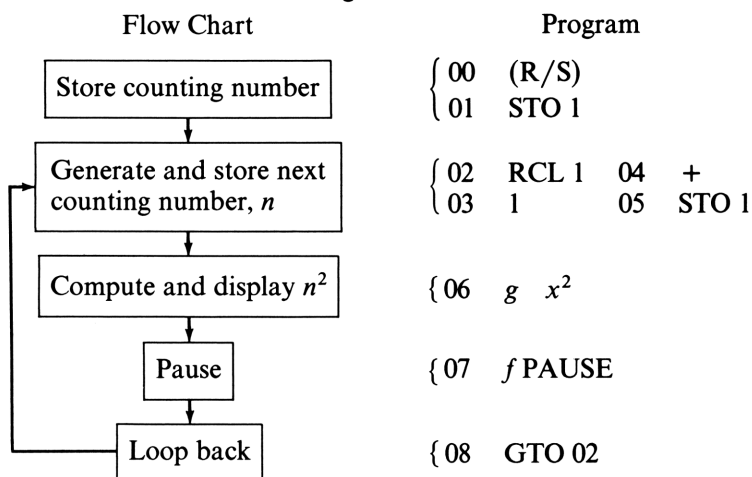 Flow Chart
Store counting number
Generate and store next
counting number, n
Compute and display n²
Pause
Loop back
Program
00 (R/S)
01 STO 1
02 RCL 1 04 +
03 1 05 STO 1
06 g x²
07 f PAUSE
08 GTO 02